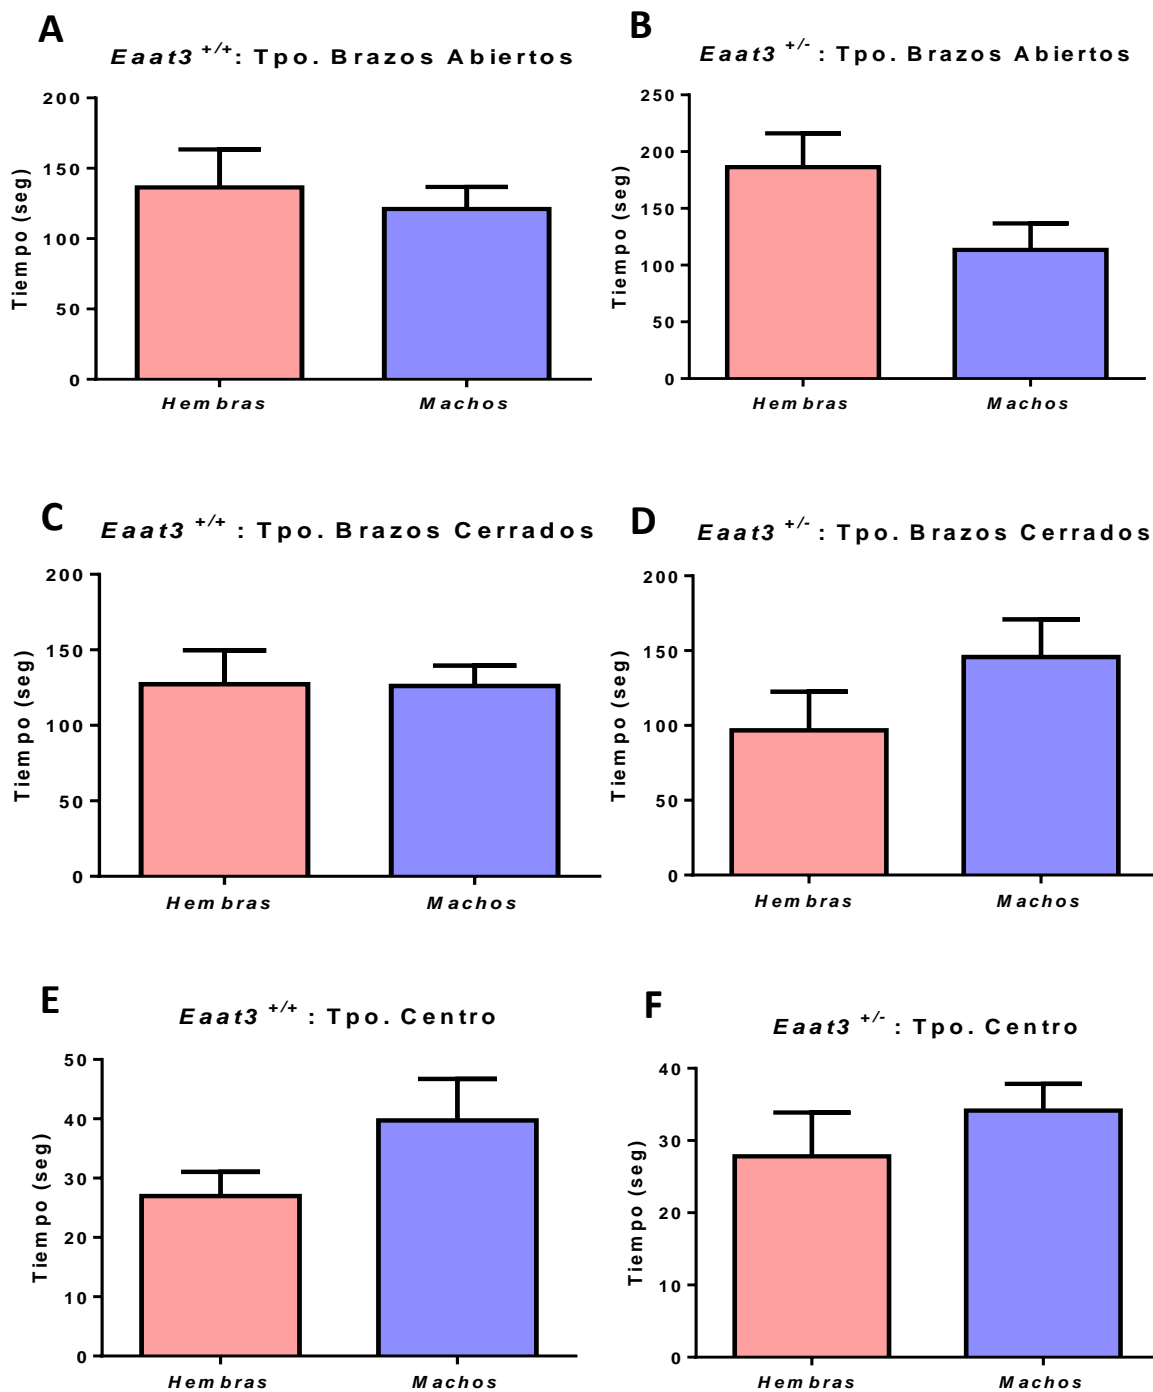 A
Eaat3 +/+: Tpo. Brazos Abiertos
200
150
100
50
0
Tiempo (seg)
Hembras
Machos
B
Eaat3 +/- : Tpo. Brazos Abiertos
250
200
150
100
50
0
Tiempo (seg)
Hembras
Machos
C
Eaat3 +/+ : Tpo. Brazos Cerrados
200
150
100
50
0
Tiempo (seg)
Hembras
Machos
D
Eaat3 +/- : Tpo. Brazos Cerrados
200
150
100
50
0
Tiempo (seg)
Hembras
Machos
E
Eaat3 +/+ : Tpo. Centro
50
40
30
20
10
0
Tiempo (seg)
Hembras
Machos
F
Eaat3 +/- : Tpo. Centro
40
30
20
10
0
Tiempo (seg)
Hembras
Machos